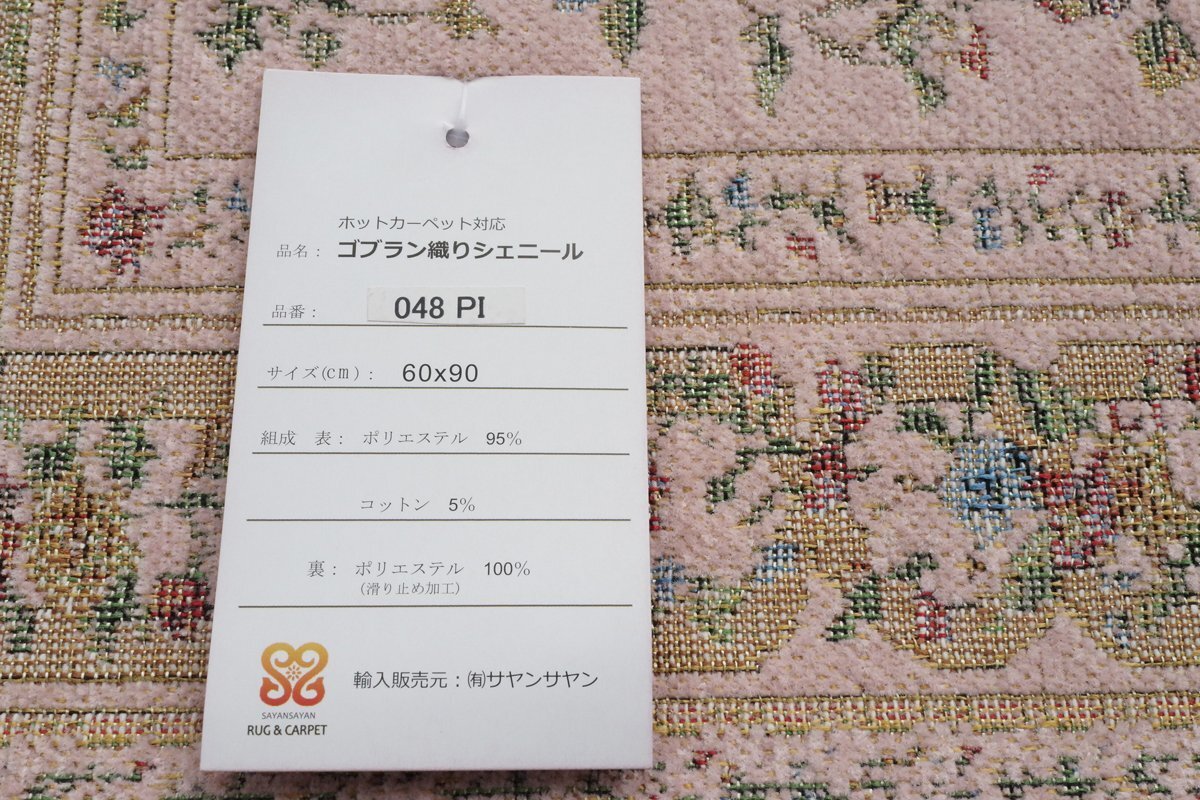 ホットカーペット対応
品名： ゴブラン織りシェニール
品番： 048 PI
サイズ(cm)： 60x90
組成 表： ポリエステル 95%
コットン 5%
裏： ポリエステル 100%
(滑り止め加工)
輸入販売元：㈲サヤンサヤン
SAYANSAYAN
RUG & CARPET